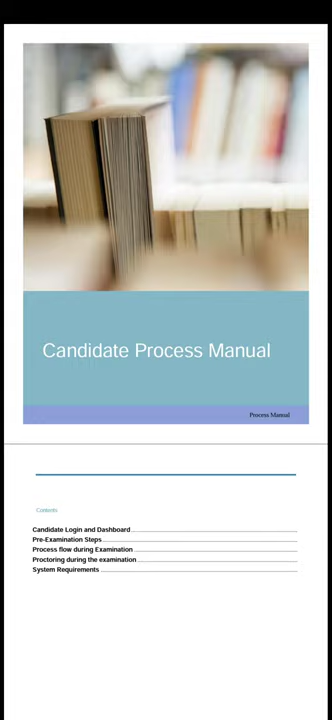 Candidate Process Manual
Process Manual
Contents
Candidate Login and Dashboard
Pre-Examination Steps
Process flow during Examination
Proctoring during the examination
System Requirements